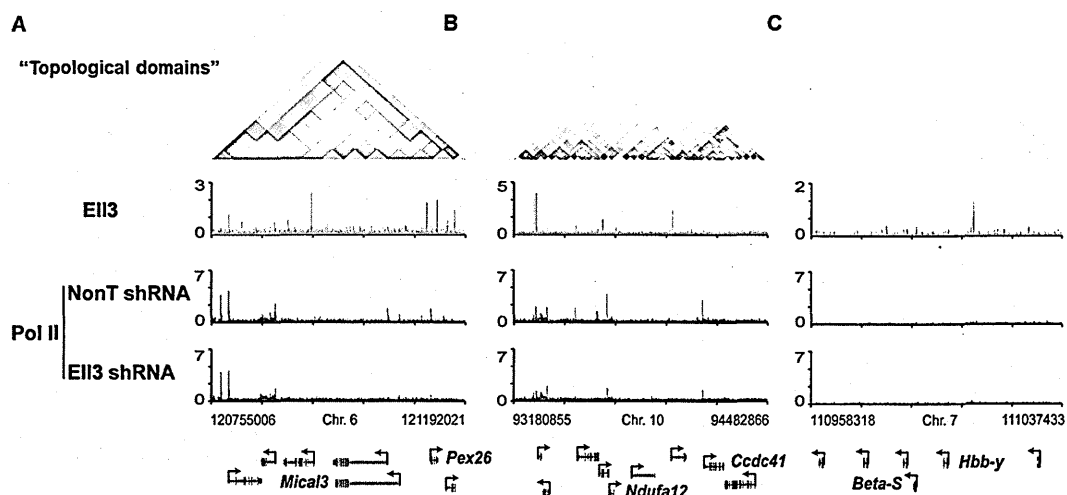 A
B
C
"Topological domains"
Ell3
3
0
5
0
2
0
Pol II
NonT shRNA
7
0
7
0
7
0
Ell3 shRNA
7
0
7
0
7
0
120755006 Chr. 6 121192021
93180855 Chr. 10 94482866
110958318 Chr. 7 111037433
Pex26
Mical3
Ccdc41
Ndufa12
Hbb-y
Beta-S